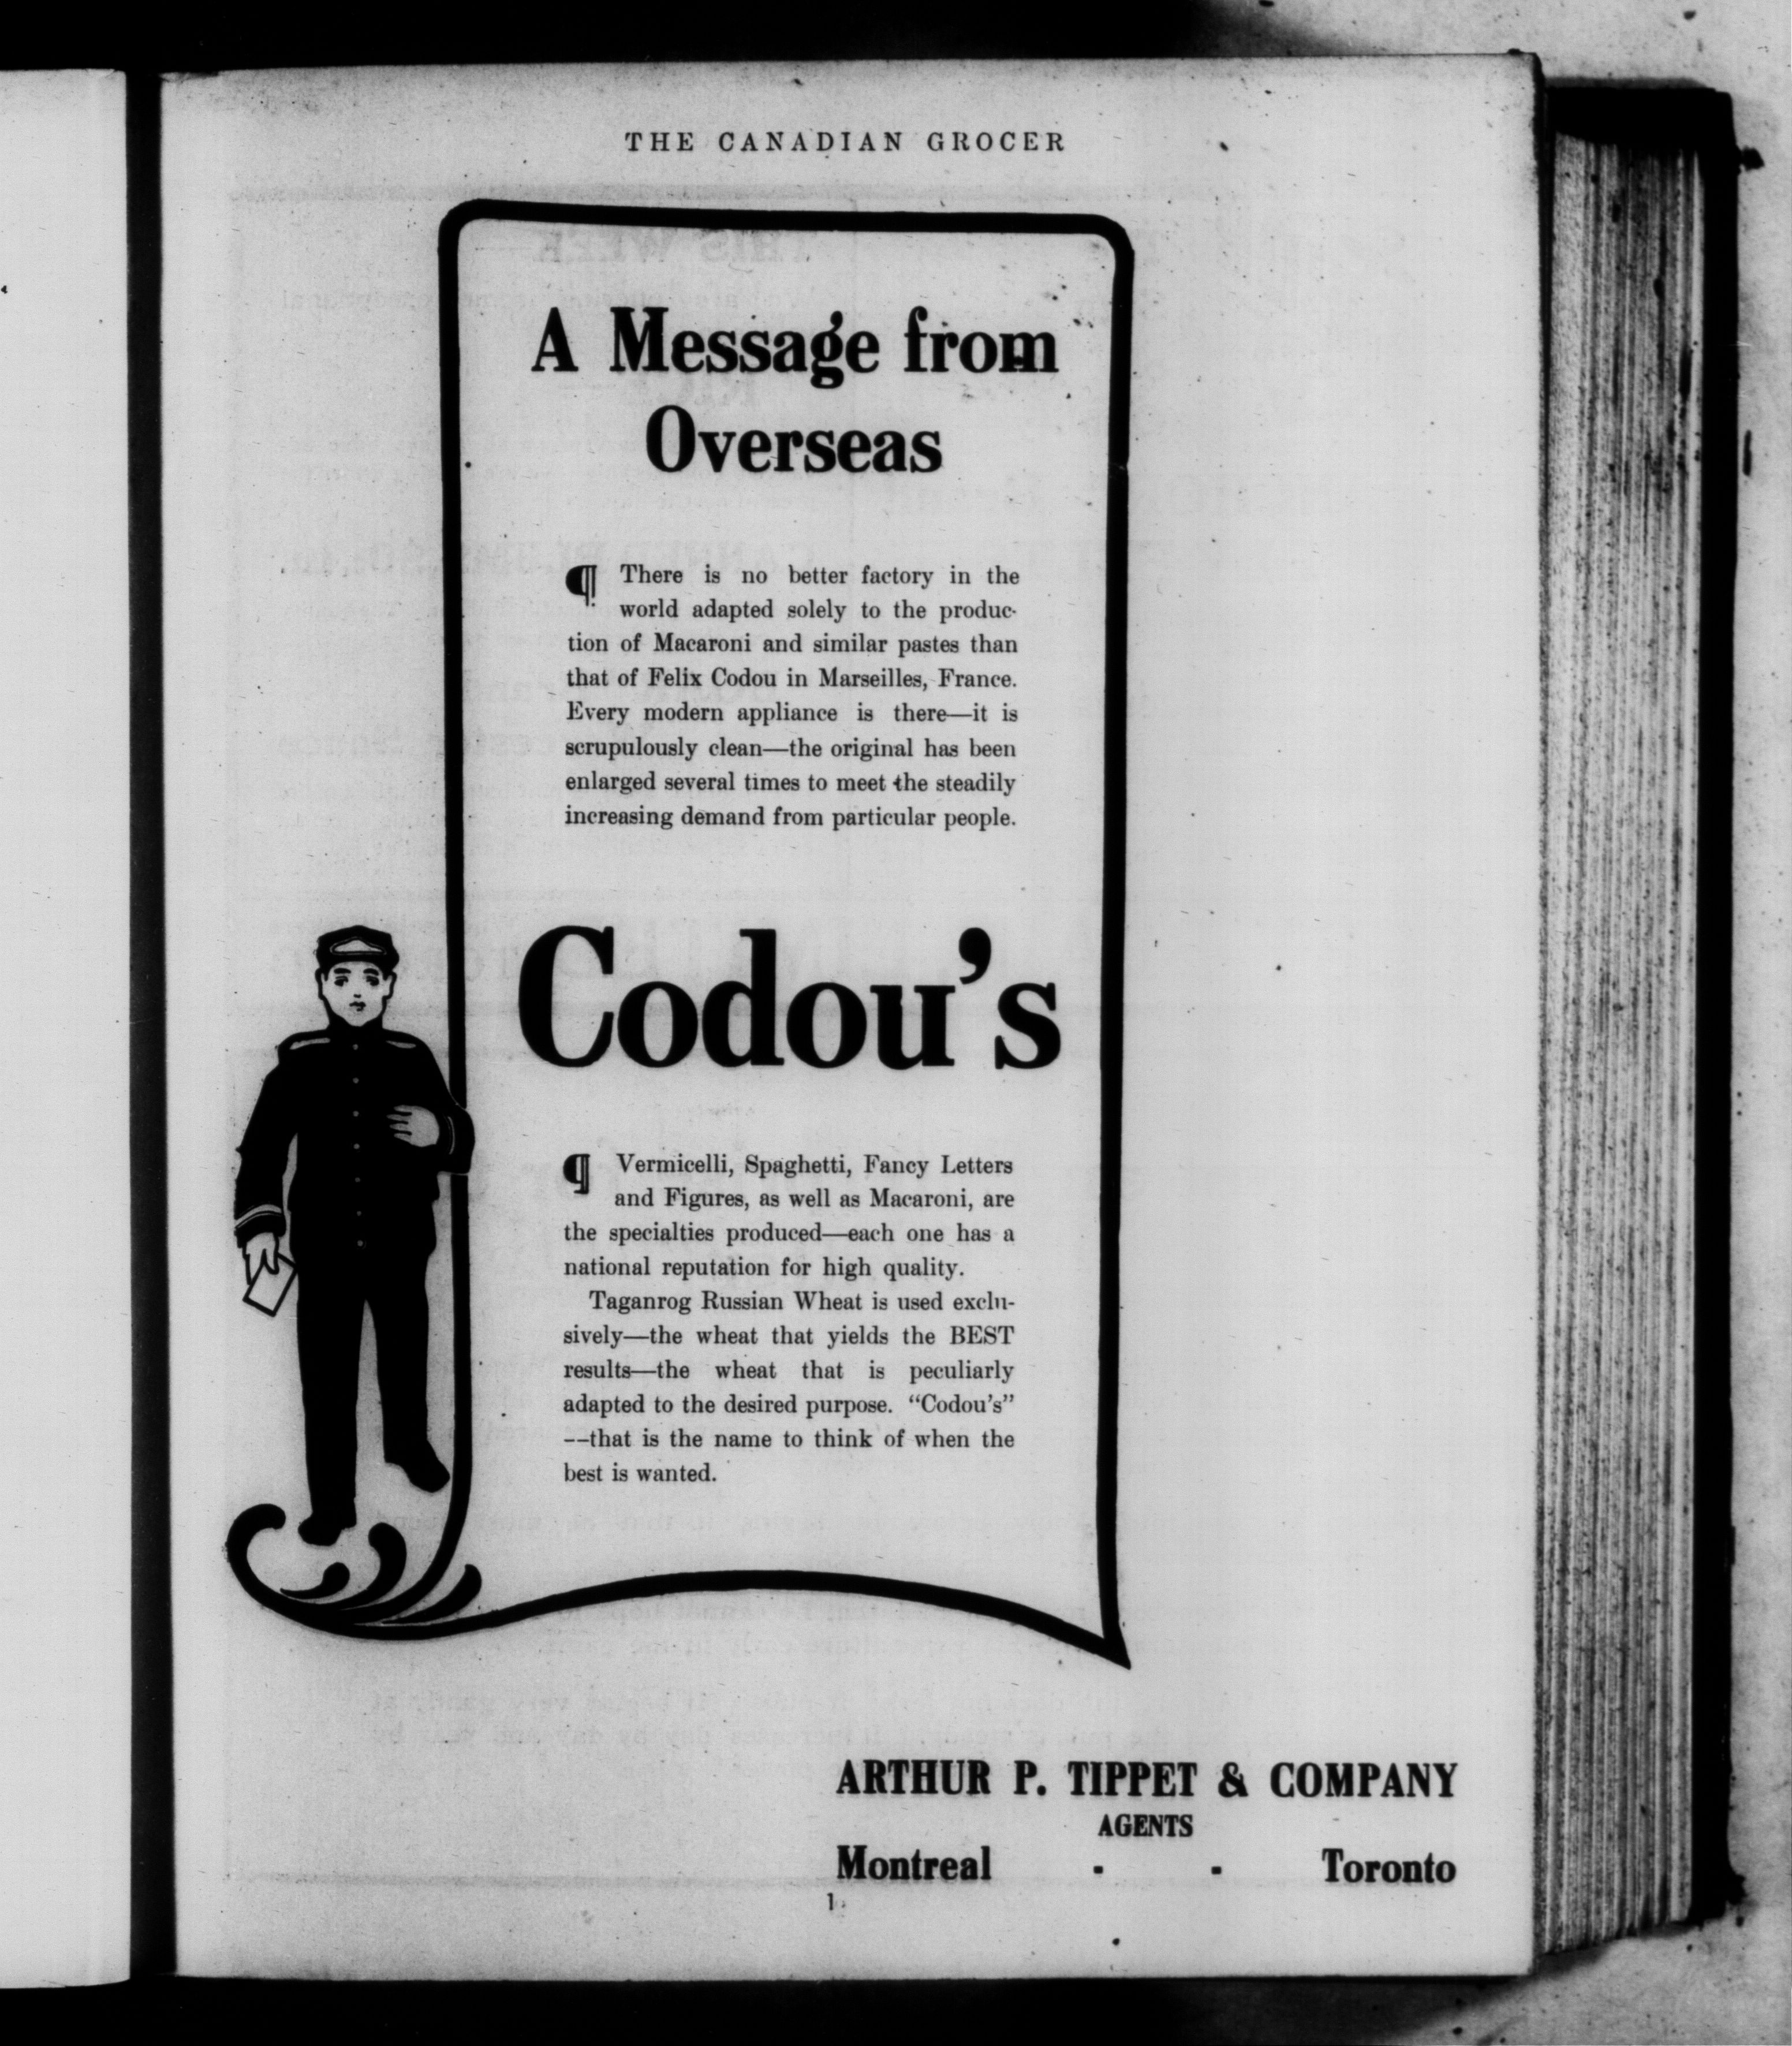 THE CANADIAN GROCER
A Message from
Overseas
¶ There is no better factory in the
world adapted solely to the produc-
tion of Macaroni and similar pastes than
that of Felix Codou in Marseilles, France.
Every modern appliance is there—it is
scrupulously clean—the original has been
enlarged several times to meet the steadily
increasing demand from particular people.
Codou's
¶ Vermicelli, Spaghetti, Fancy Letters
and Figures, as well as Macaroni, are
the specialties produced—each one has a
national reputation for high quality.
Taganrog Russian Wheat is used exclu-
sively—the wheat that yields the BEST
results—the wheat that is peculiarly
adapted to the desired purpose. "Codou's"
--that is the name to think of when the
best is wanted.
ARTHUR P. TIPPET & COMPANY
AGENTS
Montreal - - Toronto
1